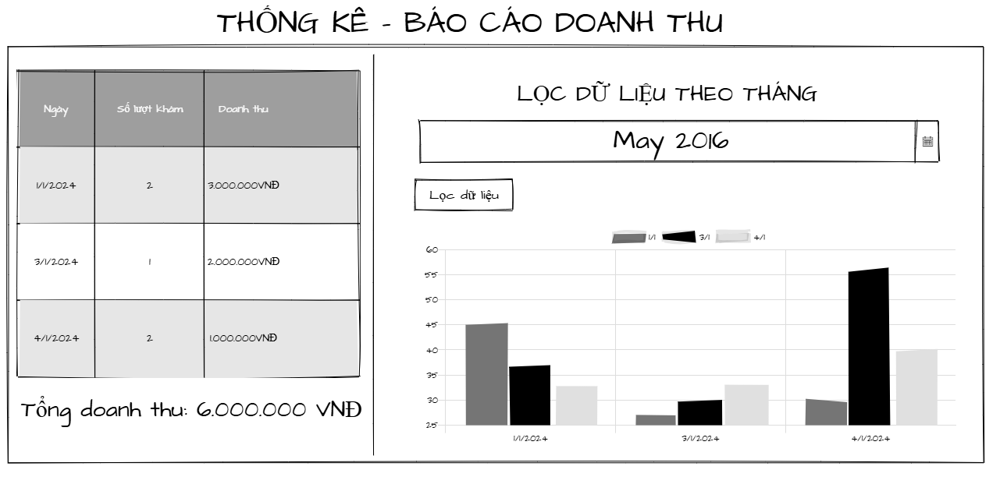 THỐNG KÊ - BÁO CÁO DOANH THU
Ngày Số lượt khám Doanh thu
1/1/2024 2 3.000.000VNĐ
3/1/2024 1 2.000.000VNĐ
4/1/2024 2 1.000.000VNĐ
Tổng doanh thu: 6.000.000 VNĐ
LỌC DỮ LIỆU THEO THÁNG
May 2016
Lọc dữ liệu
1/1 3/1 4/1
60
55
50
45
40
35
30
25
1/1/2024 3/1/2024 4/1/2024